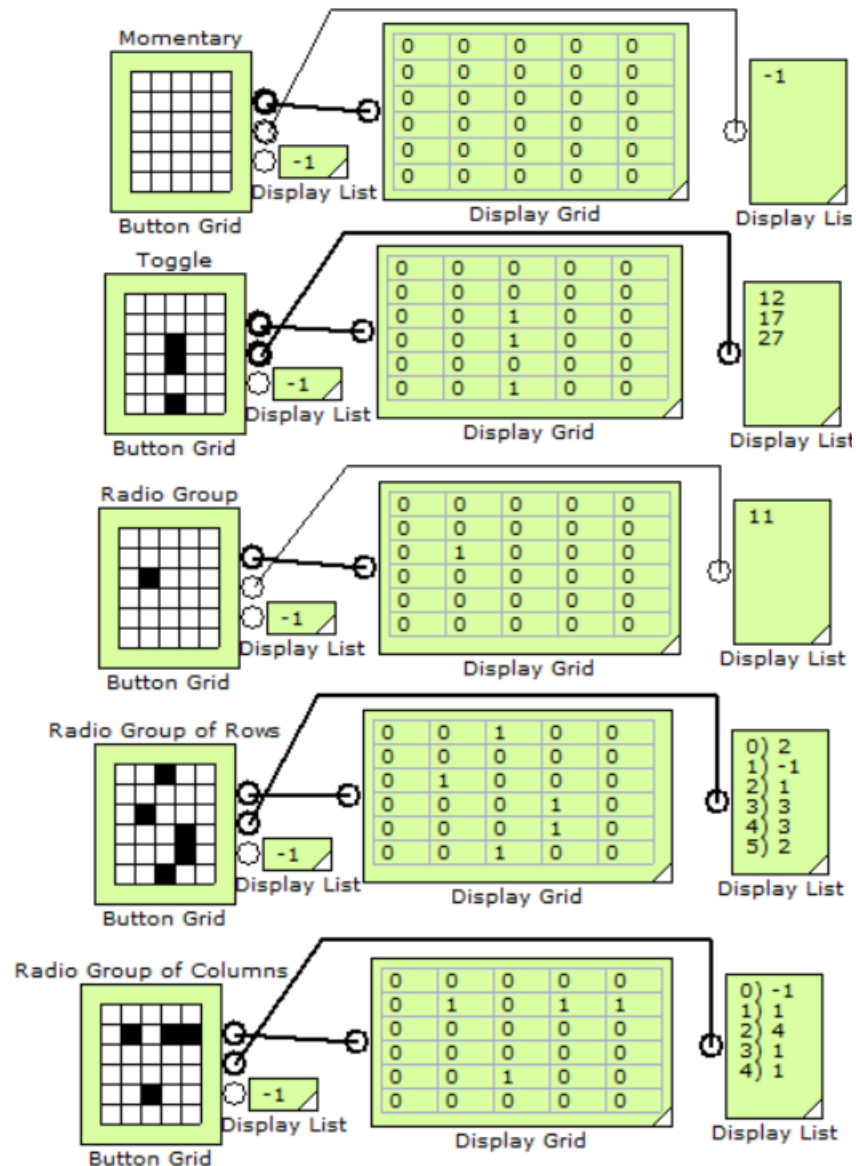 Momentary
0 0 0 0 0
0 0 0 0 0
0 0 0 0 0
0 0 0 0 0
0 0 0 0 0
0 0 0 0 0
-1
-1
Display List
Button Grid
Display Grid
Display List
Toggle
0 0 0 0 0
0 0 0 0 0
0 0 1 0 0
0 0 1 0 0
0 0 0 0 0
0 0 1 0 0
12
17
27
-1
Display List
Button Grid
Display Grid
Display List
Radio Group
0 0 0 0 0
0 0 0 0 0
0 1 0 0 0
0 0 0 0 0
0 0 0 0 0
0 0 0 0 0
11
-1
Display List
Button Grid
Display Grid
Display List
Radio Group of Rows
0 0 1 0 0
0 0 0 0 0
0 1 0 0 0
0 0 0 1 0
0 0 0 1 0
0 0 1 0 0
0) 2
1) -1
2) 1
3) 3
4) 3
5) 2
-1
Display List
Button Grid
Display Grid
Display List
Radio Group of Columns
0 0 0 0 0
0 1 0 1 1
0 0 0 0 0
0 0 0 0 0
0 0 1 0 0
0 0 0 0 0
0) -1
1) 1
2) 4
3) 1
4) 1
-1
Display List
Button Grid
Display Grid
Display List